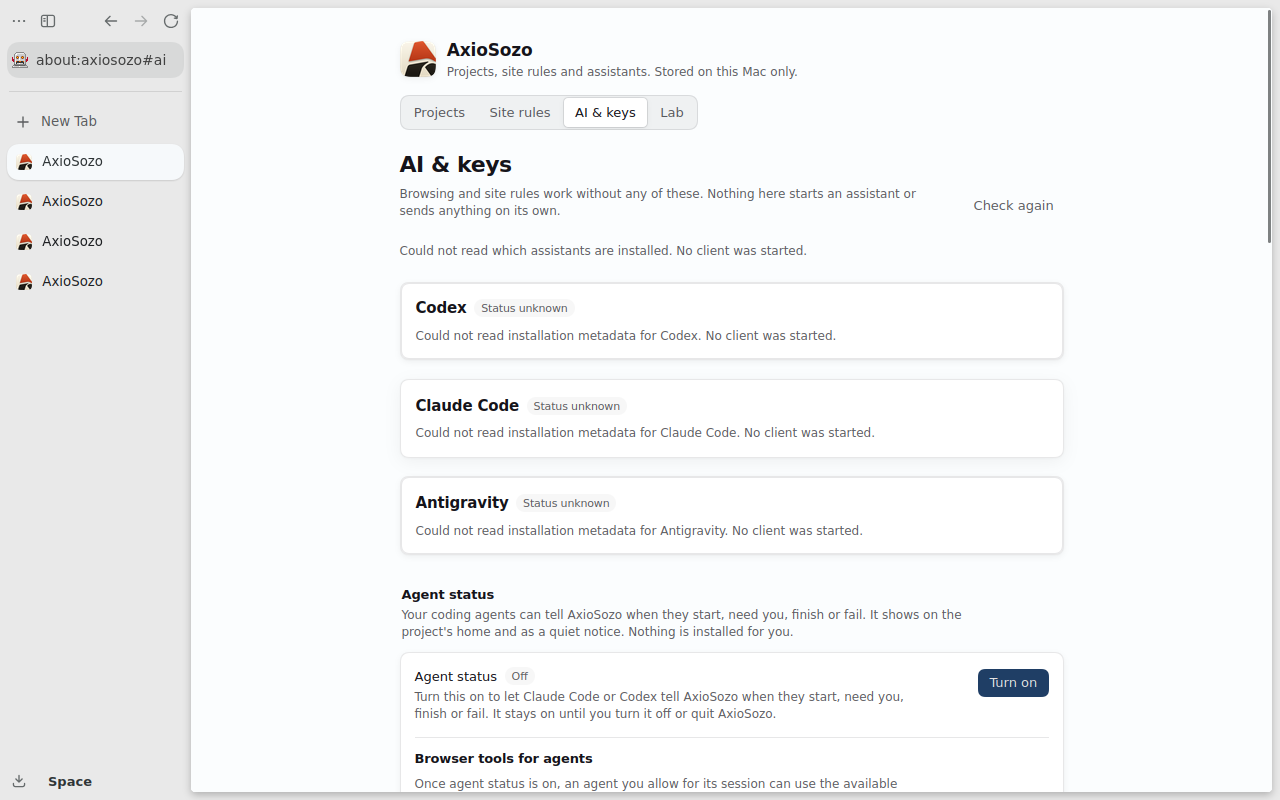 about:axiosozo#ai
New Tab
AxioSozo
AxioSozo
AxioSozo
AxioSozo
Space
AxioSozo
Projects, site rules and assistants. Stored on this Mac only.
Projects
Site rules
AI & keys
Lab
AI & keys
Browsing and site rules work without any of these. Nothing here starts an assistant or
sends anything on its own.
Check again
Could not read which assistants are installed. No client was started.
Codex
Status unknown
Could not read installation metadata for Codex. No client was started.
Claude Code
Status unknown
Could not read installation metadata for Claude Code. No client was started.
Antigravity
Status unknown
Could not read installation metadata for Antigravity. No client was started.
Agent status
Your coding agents can tell AxioSozo when they start, need you, finish or fail. It shows on the
project's home and as a quiet notice. Nothing is installed for you.
Agent status
Off
Turn this on to let Claude Code or Codex tell AxioSozo when they start, need you,
finish or fail. It stays on until you turn it off or quit AxioSozo.
Turn on
Browser tools for agents
Once agent status is on, an agent you allow for its session can use the available